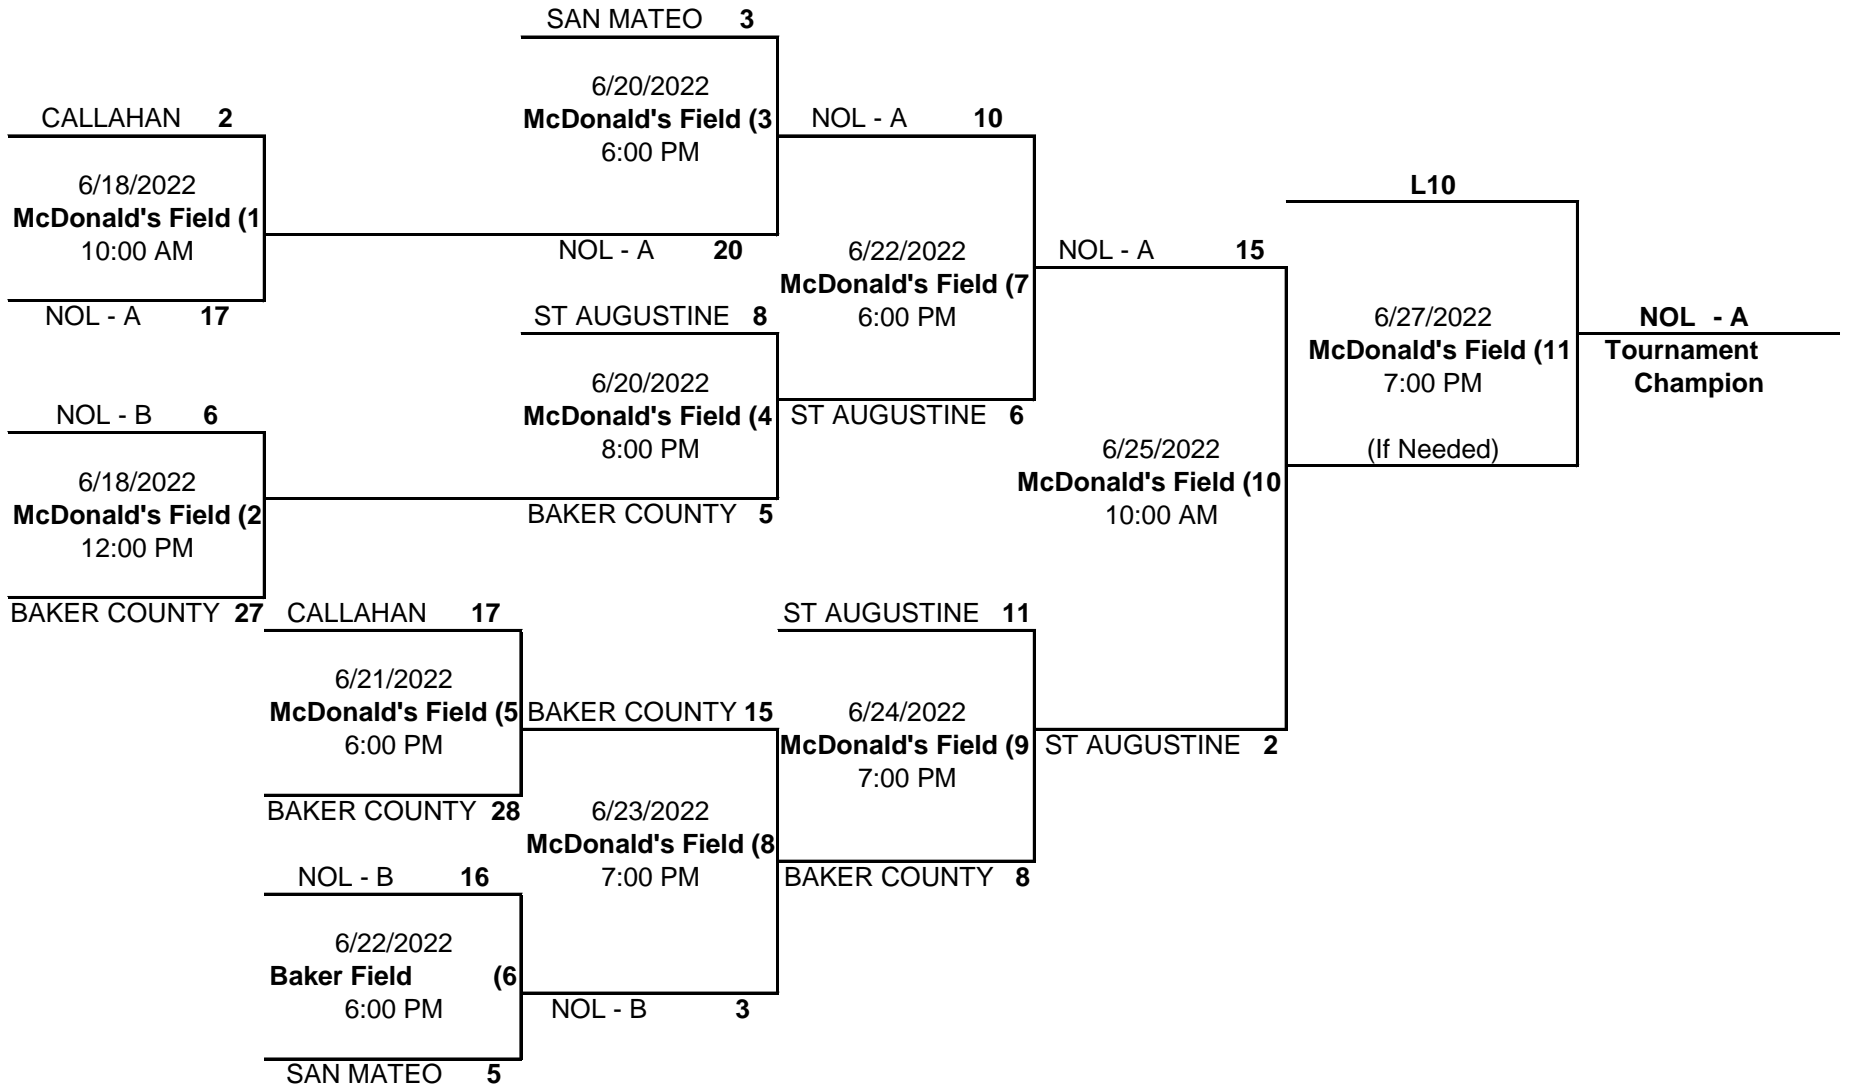 SAN MATEO 3
6/20/2022
McDonald's Field (3
6:00 PM
NOL - A 20
CALLAHAN 2
6/18/2022
McDonald's Field (1
10:00 AM
NOL - A 17
NOL - A 10
6/22/2022
McDonald's Field (7
6:00 PM
ST AUGUSTINE 6
ST AUGUSTINE 8
6/20/2022
McDonald's Field (4
8:00 PM
BAKER COUNTY 5
NOL - B 6
6/18/2022
McDonald's Field (2
12:00 PM
BAKER COUNTY 27
NOL - A 15
6/25/2022
McDonald's Field (10
10:00 AM
ST AUGUSTINE 2
L10
6/27/2022
McDonald's Field (11
7:00 PM
(If Needed)
NOL - A
Tournament
Champion
CALLAHAN 17
6/21/2022
McDonald's Field (5
6:00 PM
BAKER COUNTY 28
BAKER COUNTY 15
6/23/2022
McDonald's Field (8
7:00 PM
NOL - B 3
ST AUGUSTINE 11
6/24/2022
McDonald's Field (9
7:00 PM
BAKER COUNTY 8
NOL - B 16
6/22/2022
Baker Field (6
6:00 PM
SAN MATEO 5